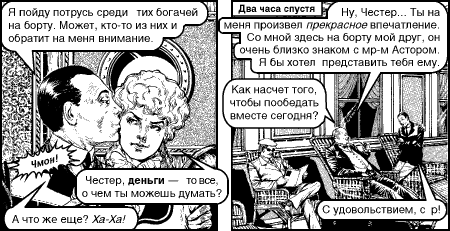 Я пойду потрусь среди тих богачей
на борту. Может, кто-то из них и
обратит на меня внимание.
чмон!
Честер, деньги — то все,
о чем ты можешь думать?
А что же еще? Ха-Ха!
Два часа спустя
Ну, Честер... Ты на
меня произвел прекрасное впечатление.
Со мной здесь на борту мой друг, он
очень близко знаком с мр-м Астором.
Я бы хотел представить тебя ему.
Как насчет того,
чтобы пообедать
вместе сегодня?
С удовольствием, с р!